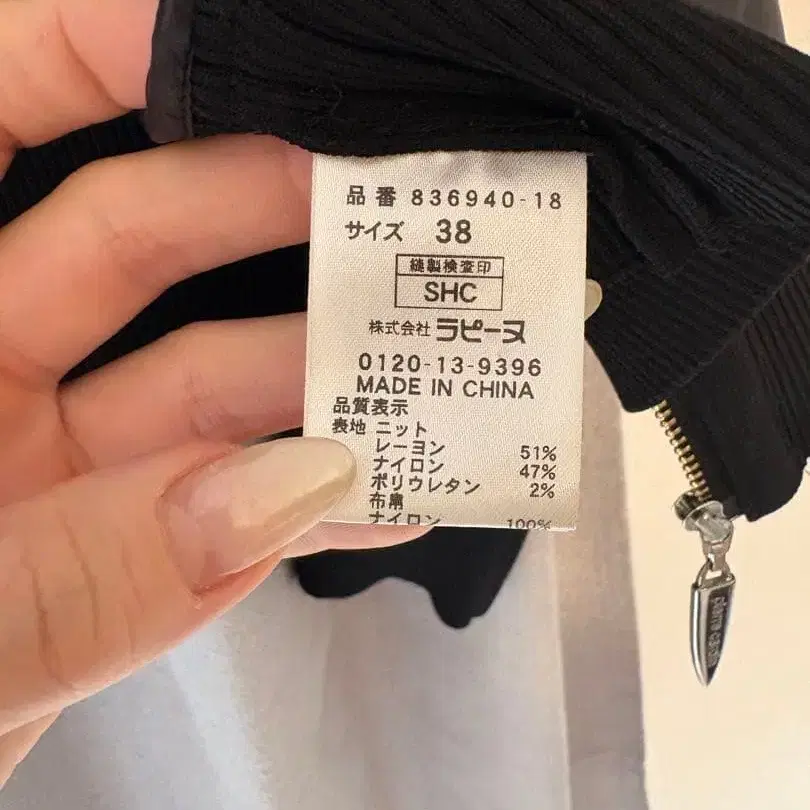 品番 836940-18
サイズ 38
縫製検査印
SHC
株式会社 ラピーヌ
0120-13-9396
MADE IN CHINA
品質表示
表地 ニット
レーヨン 51%
ナイロン 47%
ポリウレタン 2%
布帛
ナイロン 100%
pierre cardin